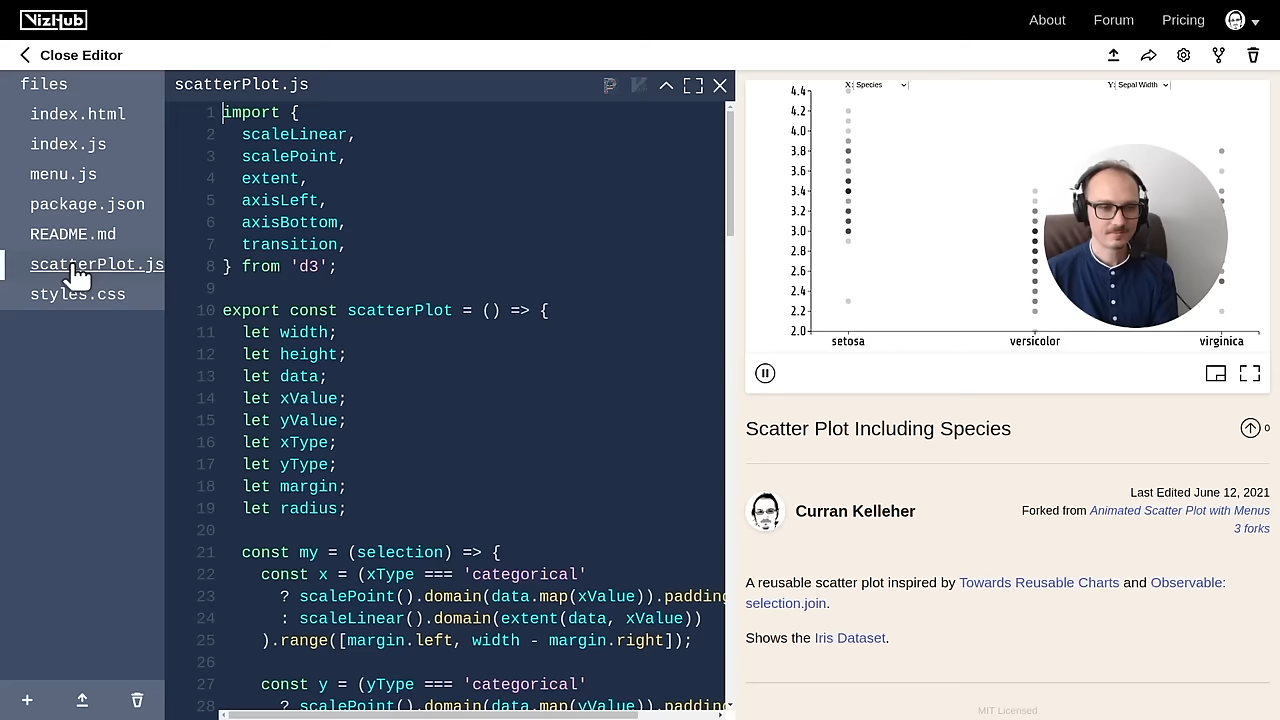 VizHub
About
Forum
Pricing
Close Editor
files
index.html
index.js
menu.js
package.json
README.md
scatterPlot.js
styles.css
scatterPlot.js
1 import {
2 scaleLinear,
3 scalePoint,
4 extent,
5 axisLeft,
6 axisBottom,
7 transition,
8 } from 'd3';
9
10 export const scatterPlot = () => {
11 let width;
12 let height;
13 let data;
14 let xValue;
15 let yValue;
16 let xType;
17 let yType;
18 let margin;
19 let radius;
20
21 const my = (selection) => {
22 const x = (xType === 'categorical'
23 ? scalePoint().domain(data.map(xValue)).padding
24 : scaleLinear().domain(extent(data, xValue))
25 ).range([margin.left, width - margin.right]);
26
27 const y = (yType === 'categorical'
28 ? scalePoint().domain(data.map(yValue)).padding
X: Species
Y: Sepal Width
4.4
4.2
4.0
3.8
3.6
3.4
3.2
3.0
2.8
2.6
2.4
2.2
2.0
setosa
versicolor
virginica
Scatter Plot Including Species
0
Curran Kelleher
Last Edited June 12, 2021
Forked from Animated Scatter Plot with Menus
3 forks
A reusable scatter plot inspired by Towards Reusable Charts and Observable:
selection.join.
Shows the Iris Dataset.
MIT Licensed